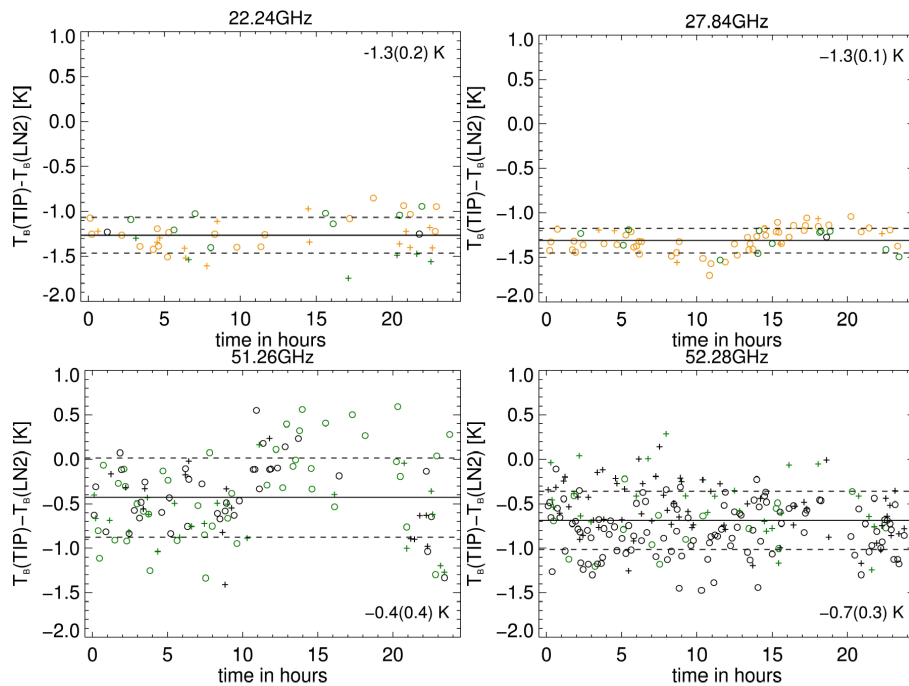 22.24GHz
27.84GHz
-1.3(0.2) K
−1.3(0.1) K
T_B(TIP)-T_B(LN2) [K]
T_B(TIP)−T_B(LN2) [K]
1.0
0.5
0.0
-0.5
-1.0
-1.5
-2.0
1.0
0.5
0.0
−0.5
−1.0
−1.5
−2.0
0 5 10 15 20
0 5 10 15 20
time in hours
time in hours
51.26GHz
52.28GHz
T_B(TIP)−T_B(LN2) [K]
T_B(TIP)−T_B(LN2) [K]
1.0
0.5
0.0
−0.5
−1.0
−1.5
−2.0
1.0
0.5
0.0
−0.5
−1.0
−1.5
−2.0
−0.4(0.4) K
−0.7(0.3) K
0 5 10 15 20
0 5 10 15 20
time in hours
time in hours